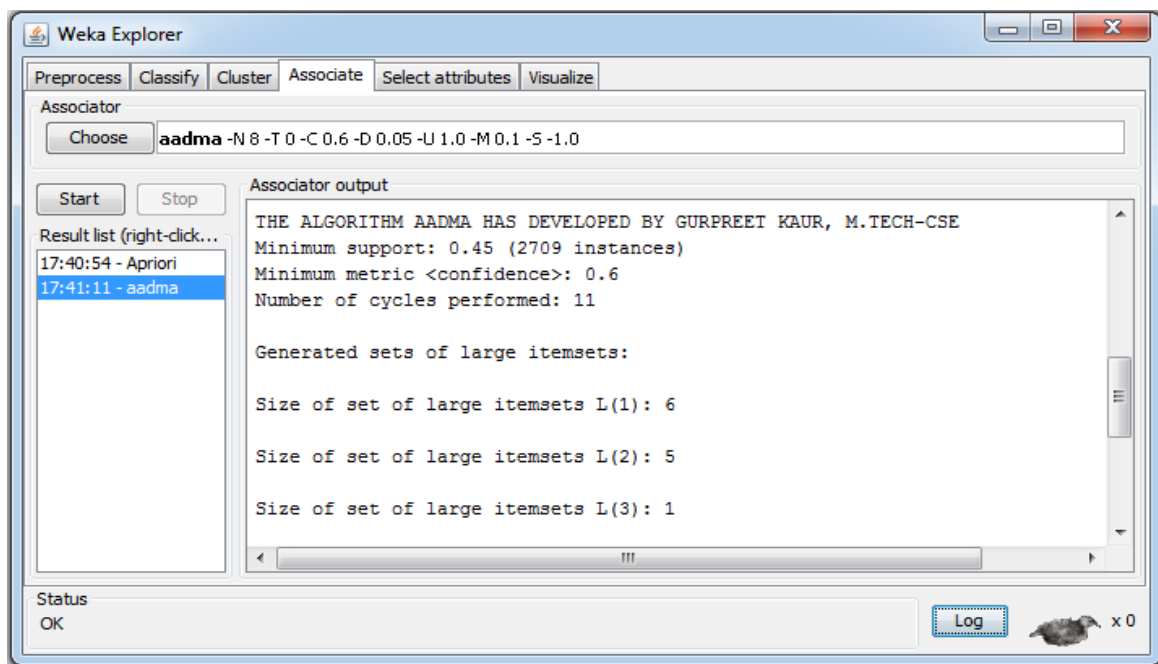 Weka Explorer
Preprocess Classify Cluster Associate Select attributes Visualize
Associator
Choose aadma -N 8 -T 0 -C 0.6 -D 0.05 -U 1.0 -M 0.1 -S -1.0
Start Stop
Result list (right-click...
17:40:54 - Apriori
17:41:11 - aadma
Associator output
THE ALGORITHM AADMA HAS DEVELOPED BY GURPREET KAUR, M.TECH-CSE
Minimum support: 0.45 (2709 instances)
Minimum metric <confidence>: 0.6
Number of cycles performed: 11
Generated sets of large itemsets:
Size of set of large itemsets L(1): 6
Size of set of large itemsets L(2): 5
Size of set of large itemsets L(3): 1
Status
OK
Log
x 0